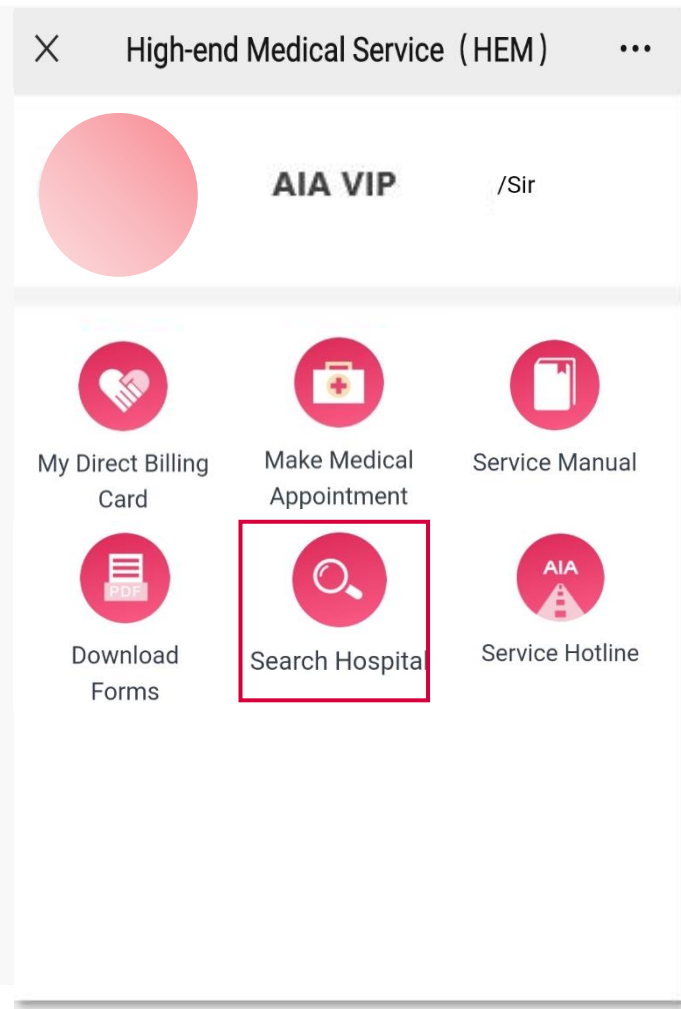 High-end Medical Service（HEM）
AIA VIP /Sir
My Direct Billing Card
Make Medical Appointment
Service Manual
PDF
Download Forms
Search Hospital
AIA
Service Hotline